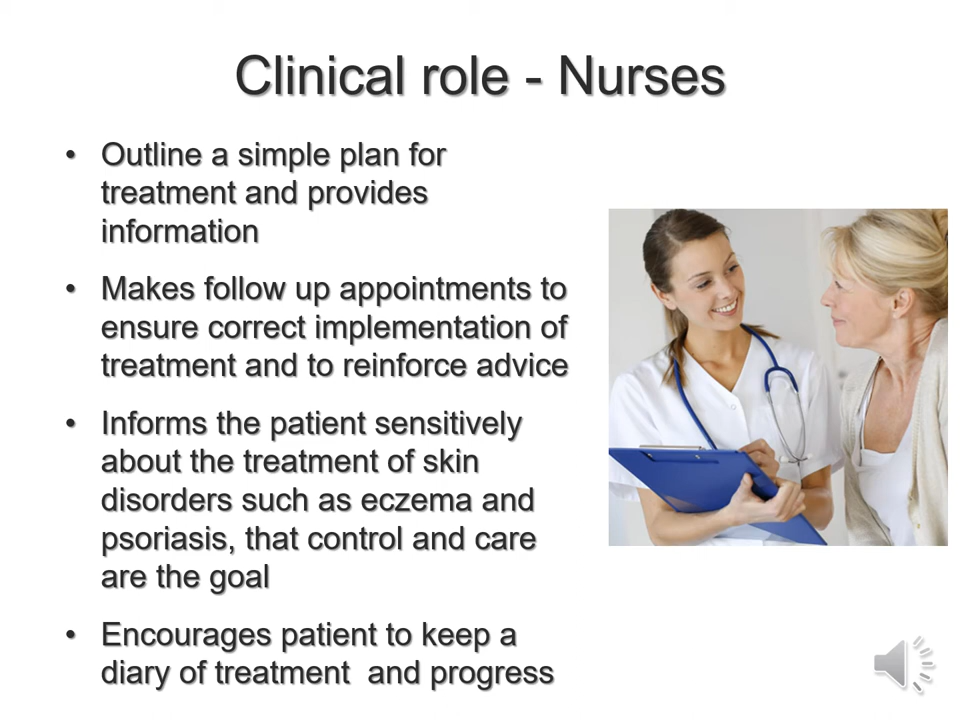 Clinical role - Nurses
• Outline a simple plan for
treatment and provides
information
• Makes follow up appointments to
ensure correct implementation of
treatment and to reinforce advice
• Informs the patient sensitively
about the treatment of skin
disorders such as eczema and
psoriasis, that control and care
are the goal
• Encourages patient to keep a
diary of treatment  and progress